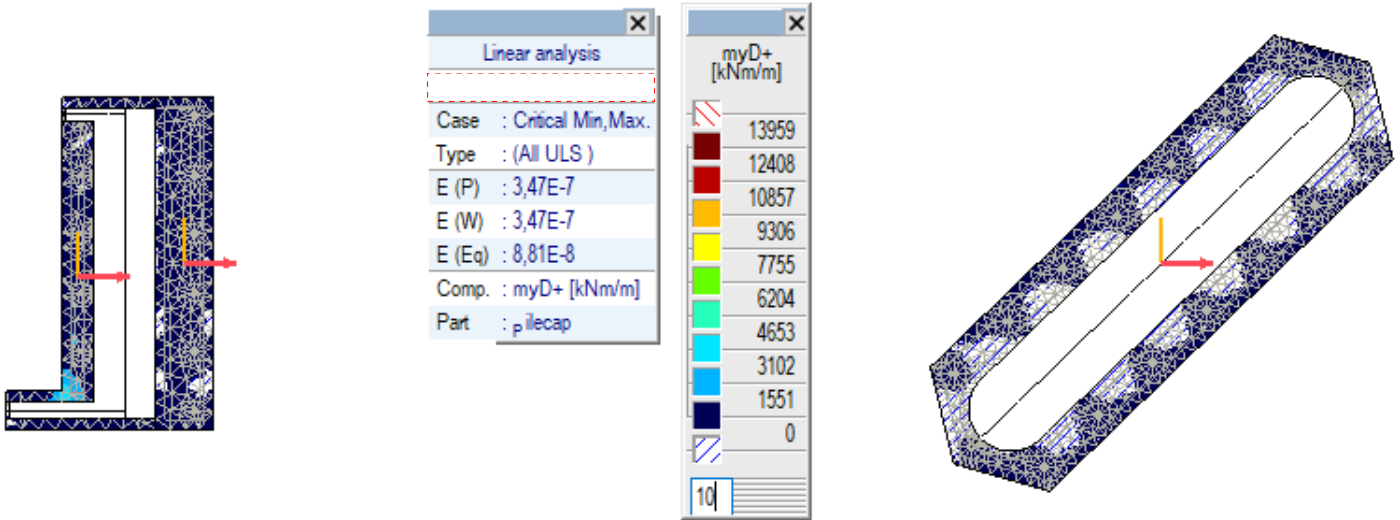 Linear analysis
Case : Critical Min,Max.
Type : (All ULS )
E (P) : 3,47E-7
E (W) : 3,47E-7
E (Eq) : 8,81E-8
Comp. : myD+ [kNm/m]
Part : P ilecap
myD+
[kNm/m]
13959
12408
10857
9306
7755
6204
4653
3102
1551
0
10